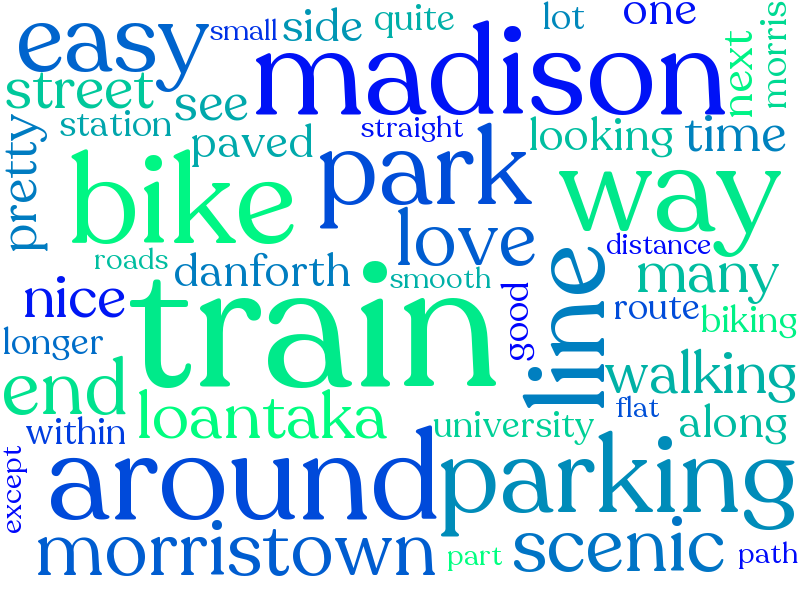 easy
small
side
quite
lot
one
morris
madison
next
street
see
station
straight
looking
time
pretty
paved
park
bike
way
love
distance
roads
danforth
smooth
line
many
nice
train
good
route
biking
longer
end
loantaka
walking
flat
within
university
along
except
around
parking
morristown
part
scenic
path